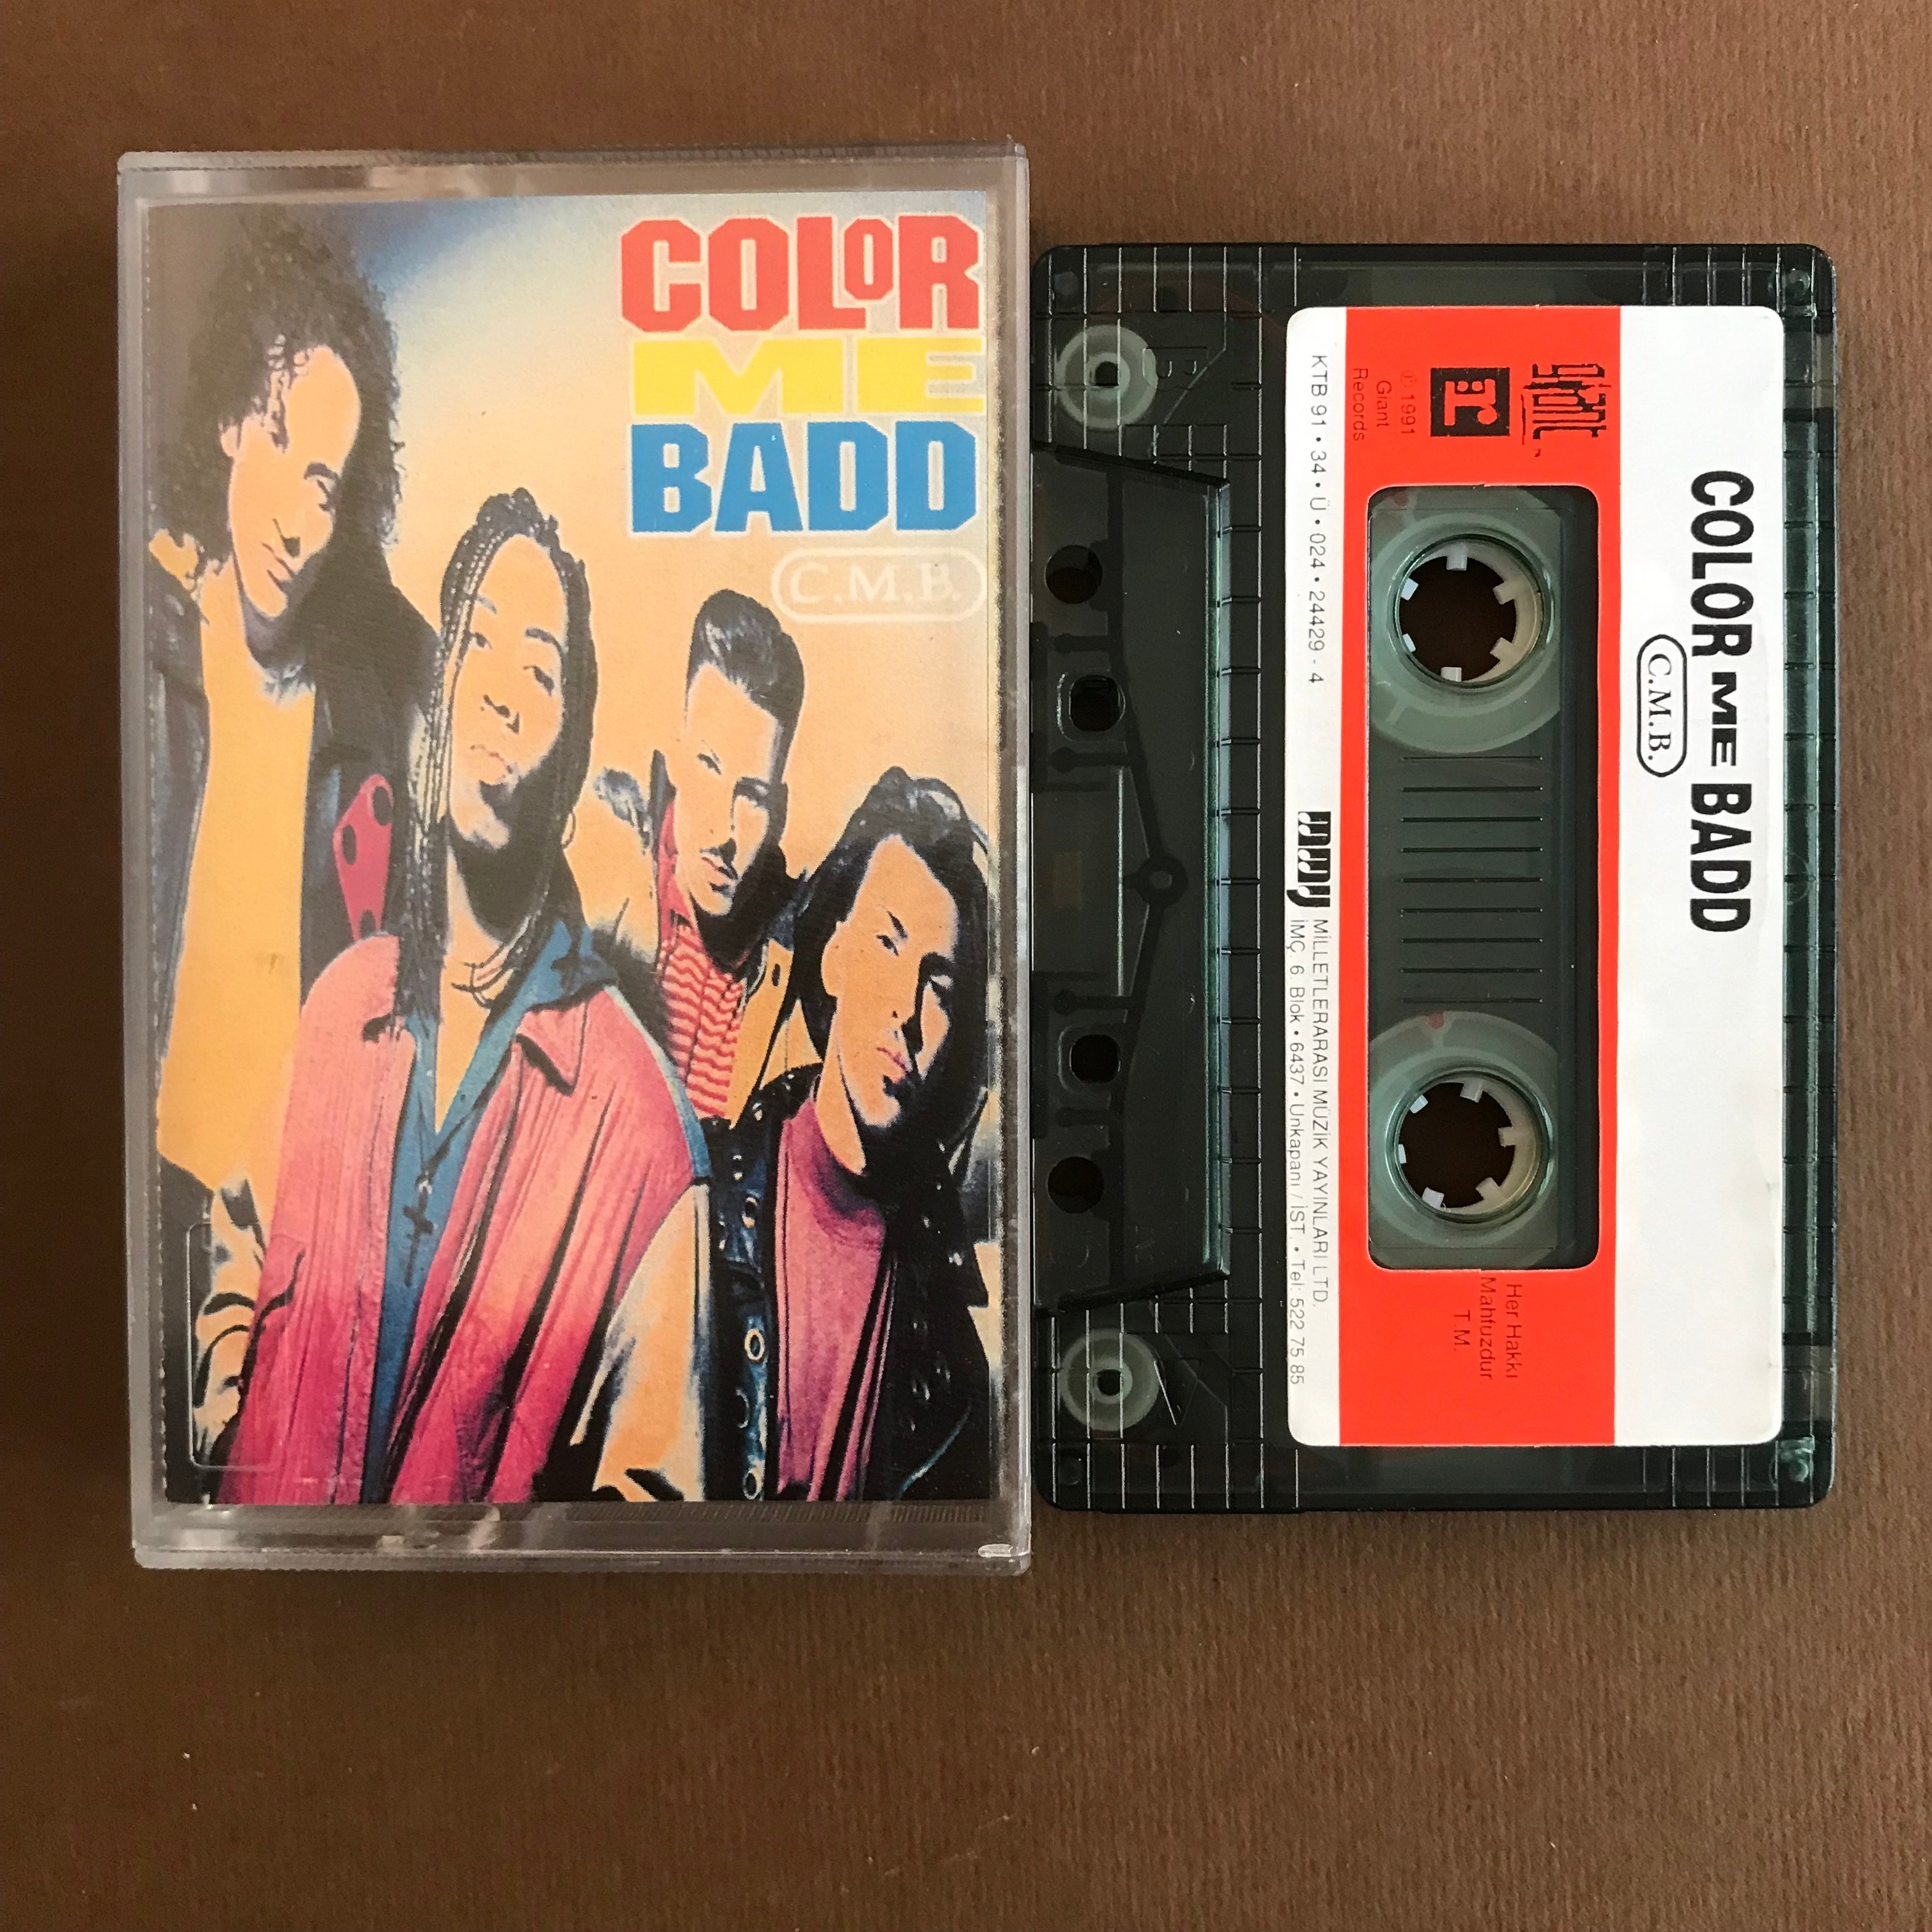 COLOR
ME
BADD
C.M.B.
COLOR ME BADD
C.M.B.
giant
r
℗ 1991
Giant
Records
Her Hakkı
Mahfuzdur
T.M.
KTB 91 • 34 • Ü • 024 • 24429 - 4
MİLLETLERARASI MÜZİK YAYINLARI LTD.
İMÇ. 6. Blok • 6437 • Unkapanı / İST. • Tel: 522 75 85
B
A